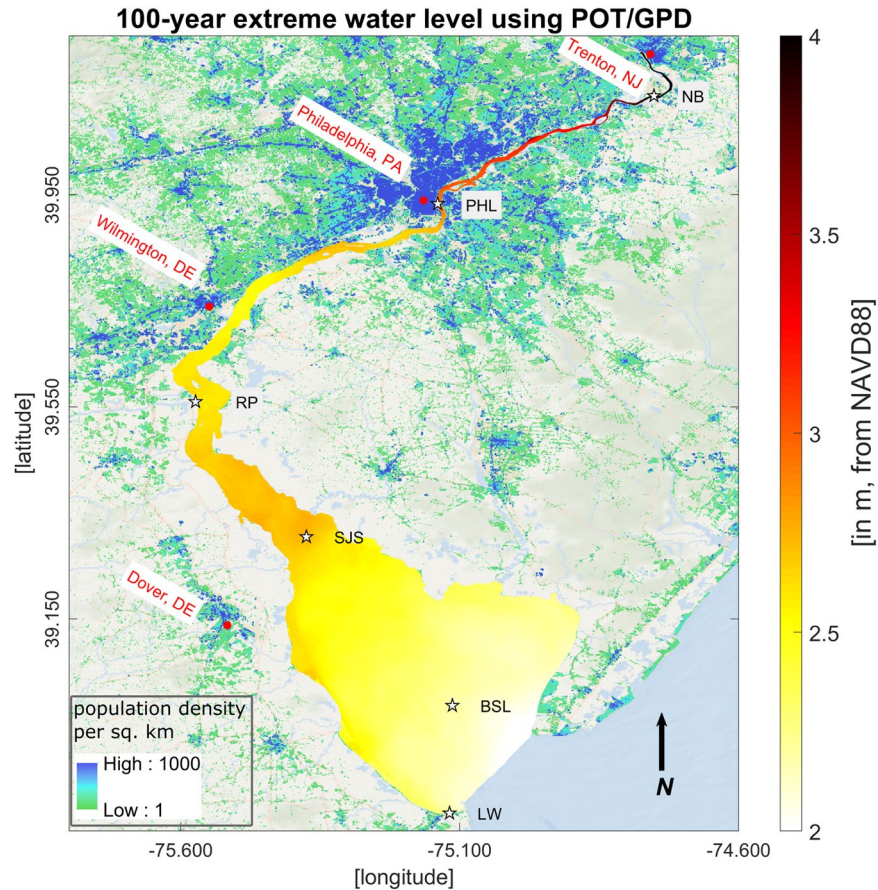 100-year extreme water level using POT/GPD
Trenton, NJ
NB
Philadelphia, PA
PHL
Wilmington, DE
RP
SJS
Dover, DE
BSL
LW
N
population density
per sq. km
High : 1000
Low : 1
39.950
39.550
39.150
[latitude]
-75.600
-75.100
-74.600
[longitude]
4
3.5
3
2.5
2
[in m, from NAVD88]